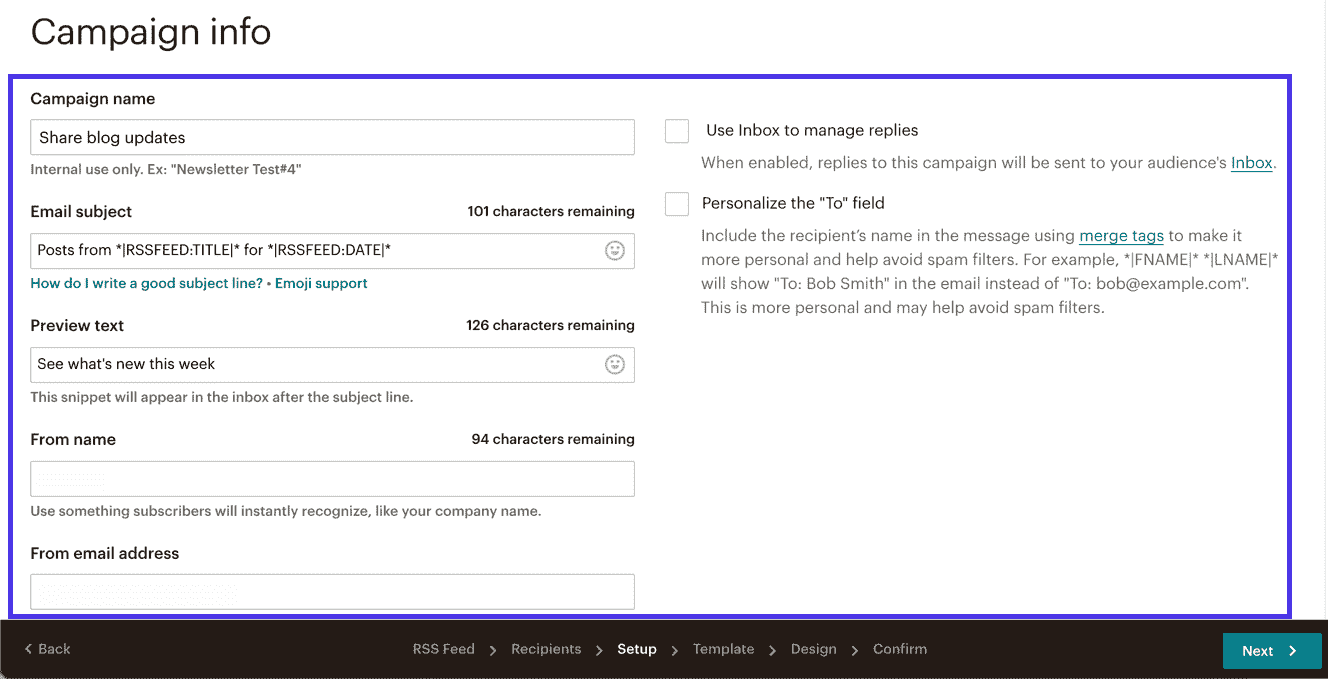 Campaign info
Campaign name
Share blog updates
Internal use only. Ex: "Newsletter Test#4"
Email subject
101 characters remaining
Posts from *|RSSFEED:TITLE|* for *|RSSFEED:DATE|*
How do I write a good subject line? • Emoji support
Preview text
126 characters remaining
See what's new this week
This snippet will appear in the inbox after the subject line.
From name
94 characters remaining
Use something subscribers will instantly recognize, like your company name.
From email address
Use Inbox to manage replies
When enabled, replies to this campaign will be sent to your audience's Inbox.
Personalize the "To" field
Include the recipient’s name in the message using merge tags to make it
more personal and help avoid spam filters. For example, *|FNAME|* *|LNAME|*
will show "To: Bob Smith" in the email instead of "To: bob@example.com".
This is more personal and may help avoid spam filters.
Back
RSS Feed > Recipients > Setup > Template > Design > Confirm
Next